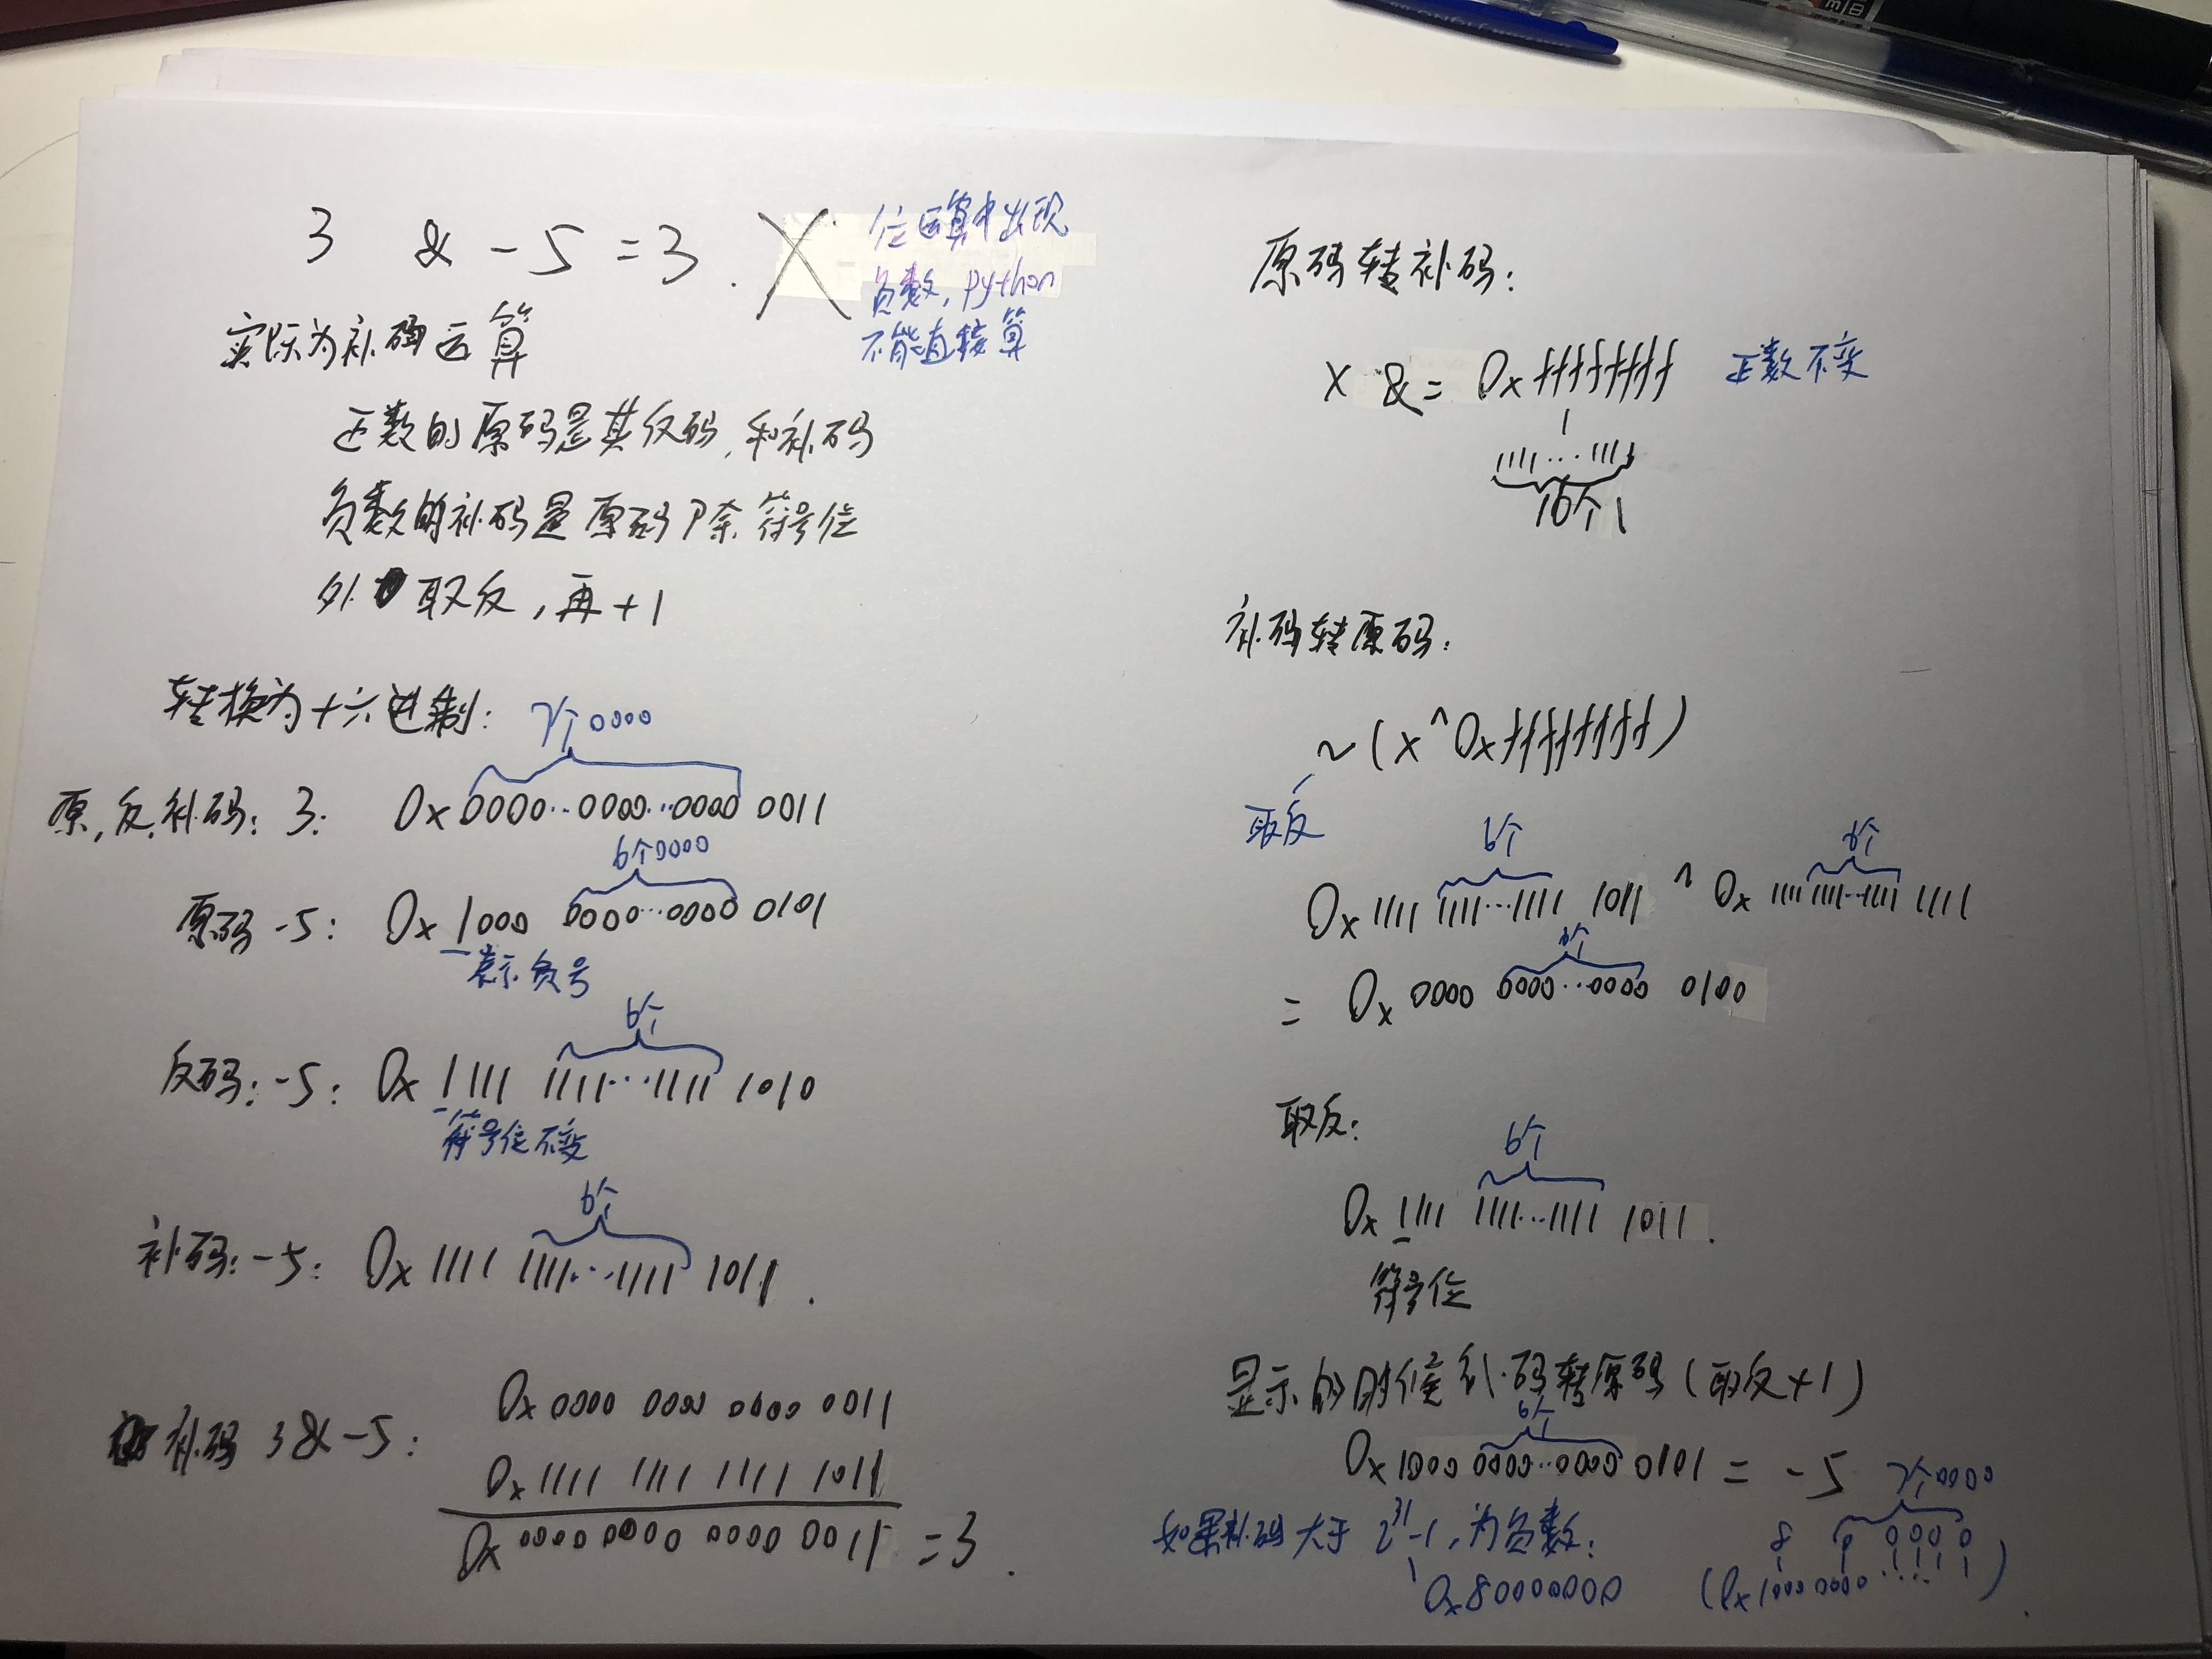 3 & -5 = 3. X
位运算中出现
负数, python
不能直接算
实际为补码运算
正数的原码是其反码,和补码
负数的补码是原码除符号位
外取反,再+1
转换为十六进制:
7个0000
原,反,补码: 3: 0x 0000...0000...0000 0011
6个0000
原码 -5: 0x 1000 0000...0000 0101
表示负号
6个
反码: -5: 0x 1111 1111...1111 1010
符号位不变
6个
补码: -5: 0x 1111 1111...1111 1011.
补码 3&-5:
0x 0000 0000 0000 0011
0x 1111 1111 1111 1011
0x 0000 0000 0000 0011 = 3.
原码转补码:
x &= 0x ffffffff 正数不变
1111...1111
16个1
补码转原码:
~(x^0x ffffffff)
取反
6个 6个
0x 1111 1111...1111 1011 ^ 0x 1111 1111...1111 1111
6个
= 0x 0000 0000...0000 0100
取反:
6个
0x 1111 1111...1111 1011.
符号位
显示的时候补码转原码(取反+1)
6个
0x 1000 0000...0000 0101 = -5
如果补码大于 2^31-1,为负数:
0x80000000
7个0000
8 0 0 0 0 0
(0x 1000 0000 ......).